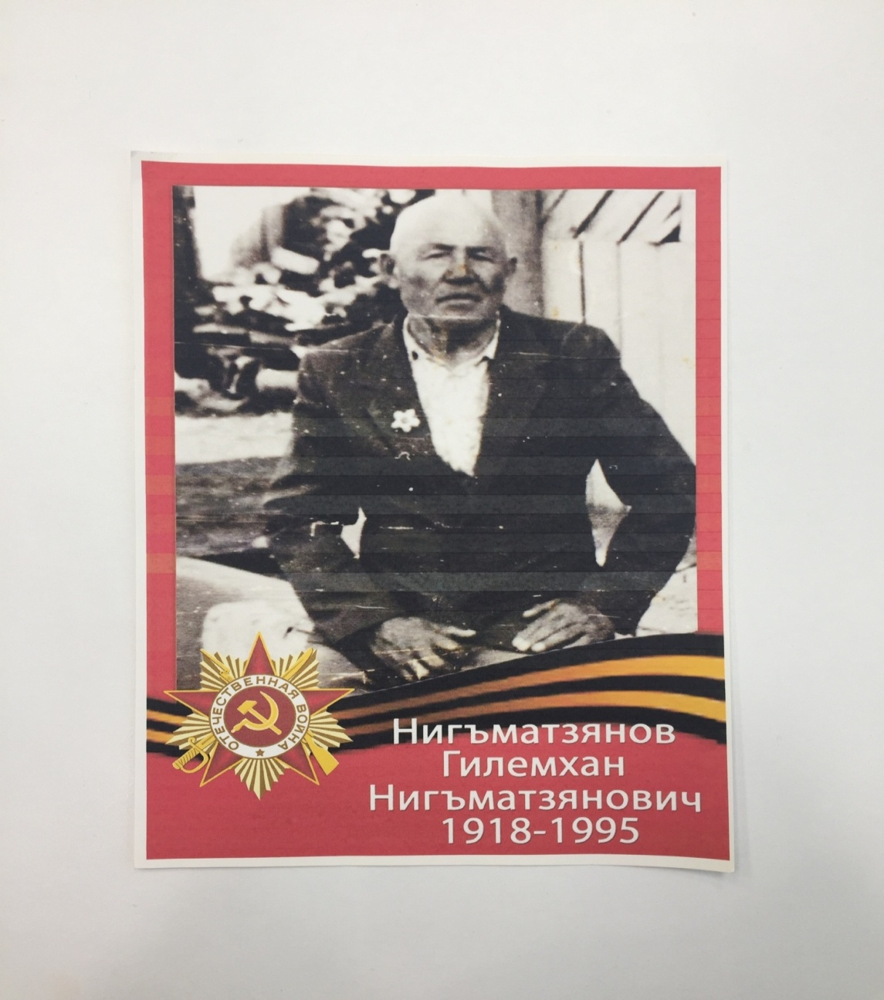 ОТЕЧЕСТВЕННАЯ ВОЙНА
Нигъматзянов
Гилемхан
Нигъматзянович
1918-1995